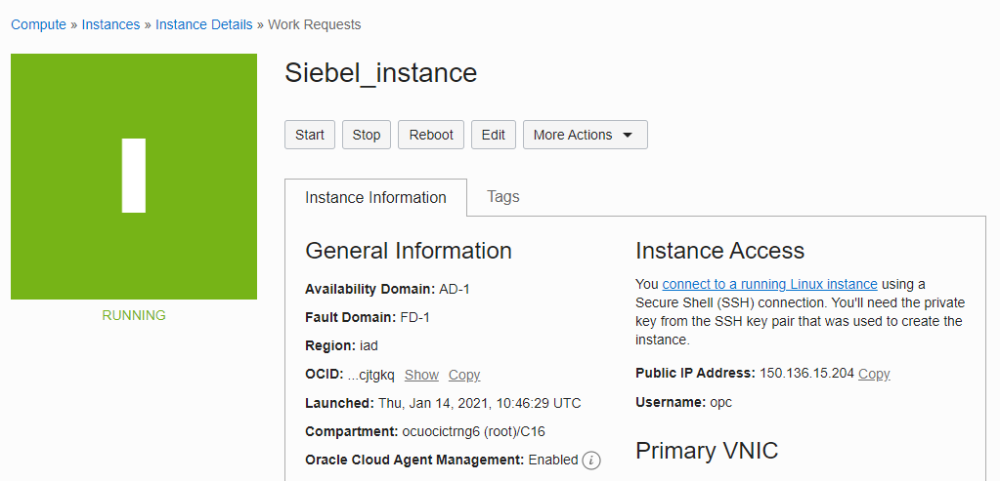 Compute » Instances » Instance Details » Work Requests
Siebel_instance
Start Stop Reboot Edit More Actions
RUNNING
Instance Information Tags
General Information
Availability Domain: AD-1
Fault Domain: FD-1
Region: iad
OCID: ...cjtgkq Show Copy
Launched: Thu, Jan 14, 2021, 10:46:29 UTC
Compartment: ocuocictrng6 (root)/C16
Oracle Cloud Agent Management: Enabled i
Instance Access
You connect to a running Linux instance using a
Secure Shell (SSH) connection. You'll need the private
key from the SSH key pair that was used to create the
instance.
Public IP Address: 150.136.15.204 Copy
Username: opc
Primary VNIC